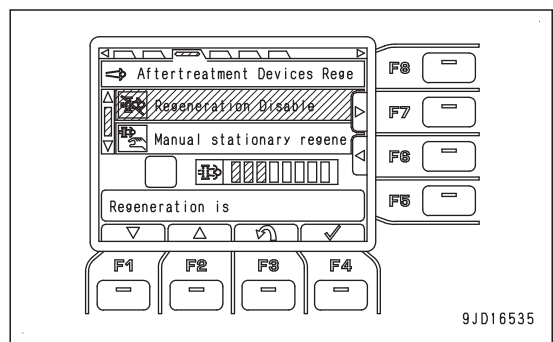 Aftertreatment Devices Rege
Regeneration Disable
Manual stationary regene
Regeneration is
F8
F7
F6
F5
F1 F2 F3 F4
9JD16535